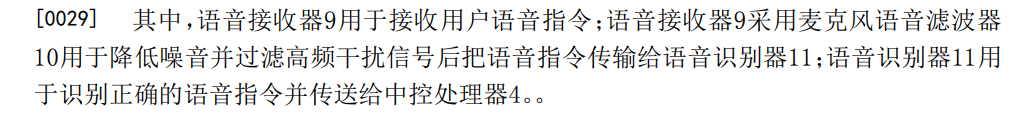 [0029] 其中,语音接收器9用于接收用户语音指令;语音接收器9采用麦克风语音滤波器
10用于降低噪音并过滤高频干扰信号后把语音指令传输给语音识别器11;语音识别器11用
于识别正确的语音指令并传送给中控处理器4。。